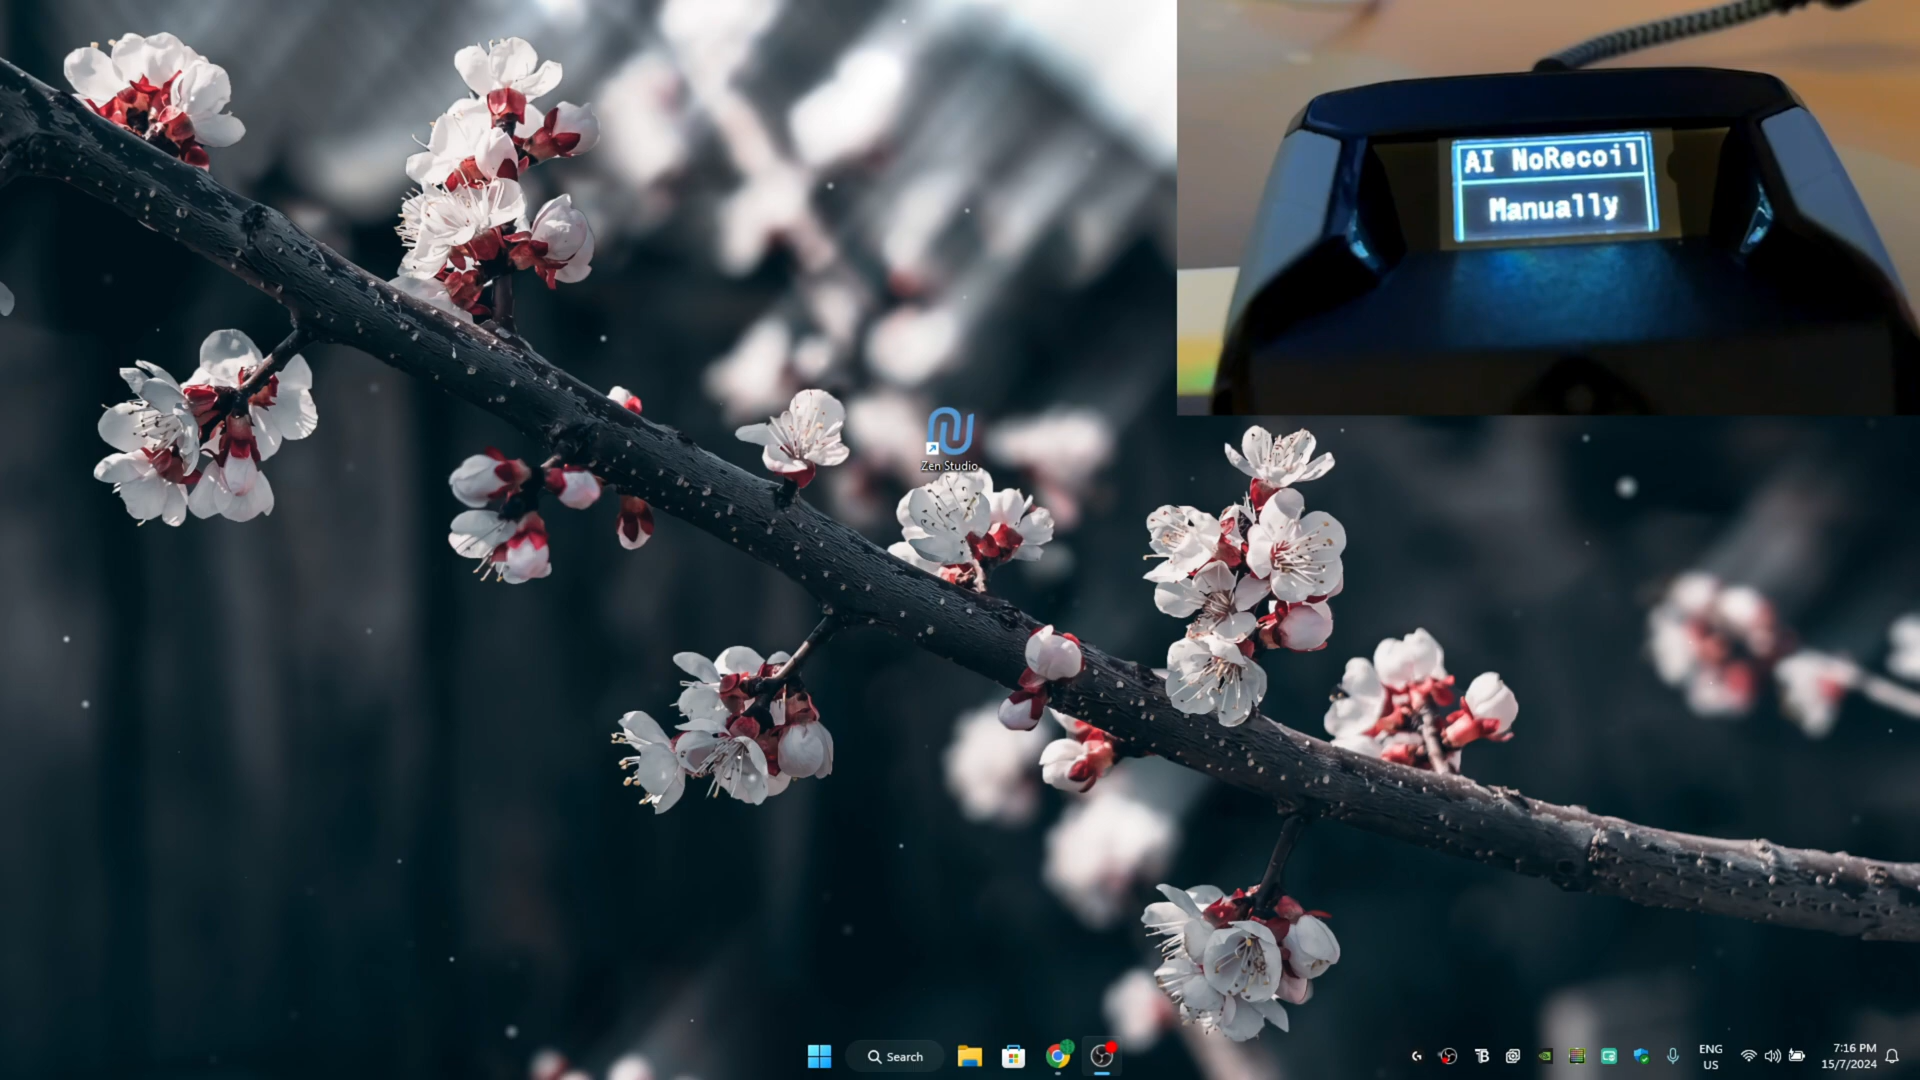 AI NoRecoil
Manually
Zen Studio
Search
ENG
US
7:16 PM
15/7/2024